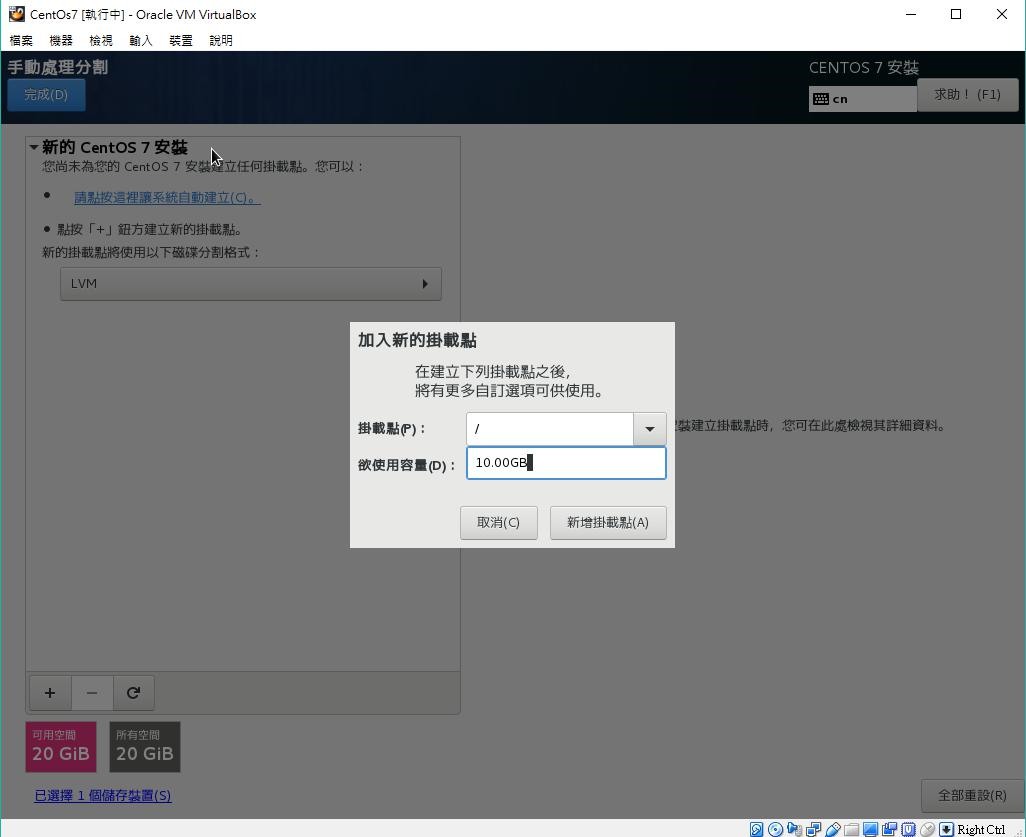 CentOs7 [執行中] - Oracle VM VirtualBox
檔案 機器 檢視 輸入 裝置 說明
手動處理分割
CENTOS 7 安裝
完成(D)
cn
求助！ (F1)
新的 CentOS 7 安裝
您尚未為您的 CentOS 7 安裝建立任何掛載點。您可以：
請點按這裡讓系統自動建立(C)。
點按「+」鈕方建立新的掛載點。
新的掛載點將使用以下磁碟分割格式：
LVM
加入新的掛載點
在建立下列掛載點之後，
將有更多自訂選項可供使用。
掛載點(P)： /
裝建立掛載點時，您可在此處檢視其詳細資料。
欲使用容量(D)： 10.00GB
取消(C) 新增掛載點(A)
+ −
可用空間
20 GiB
所有空間
20 GiB
已選擇 1 個儲存裝置(S)
全部重設(R)
Right Ctrl